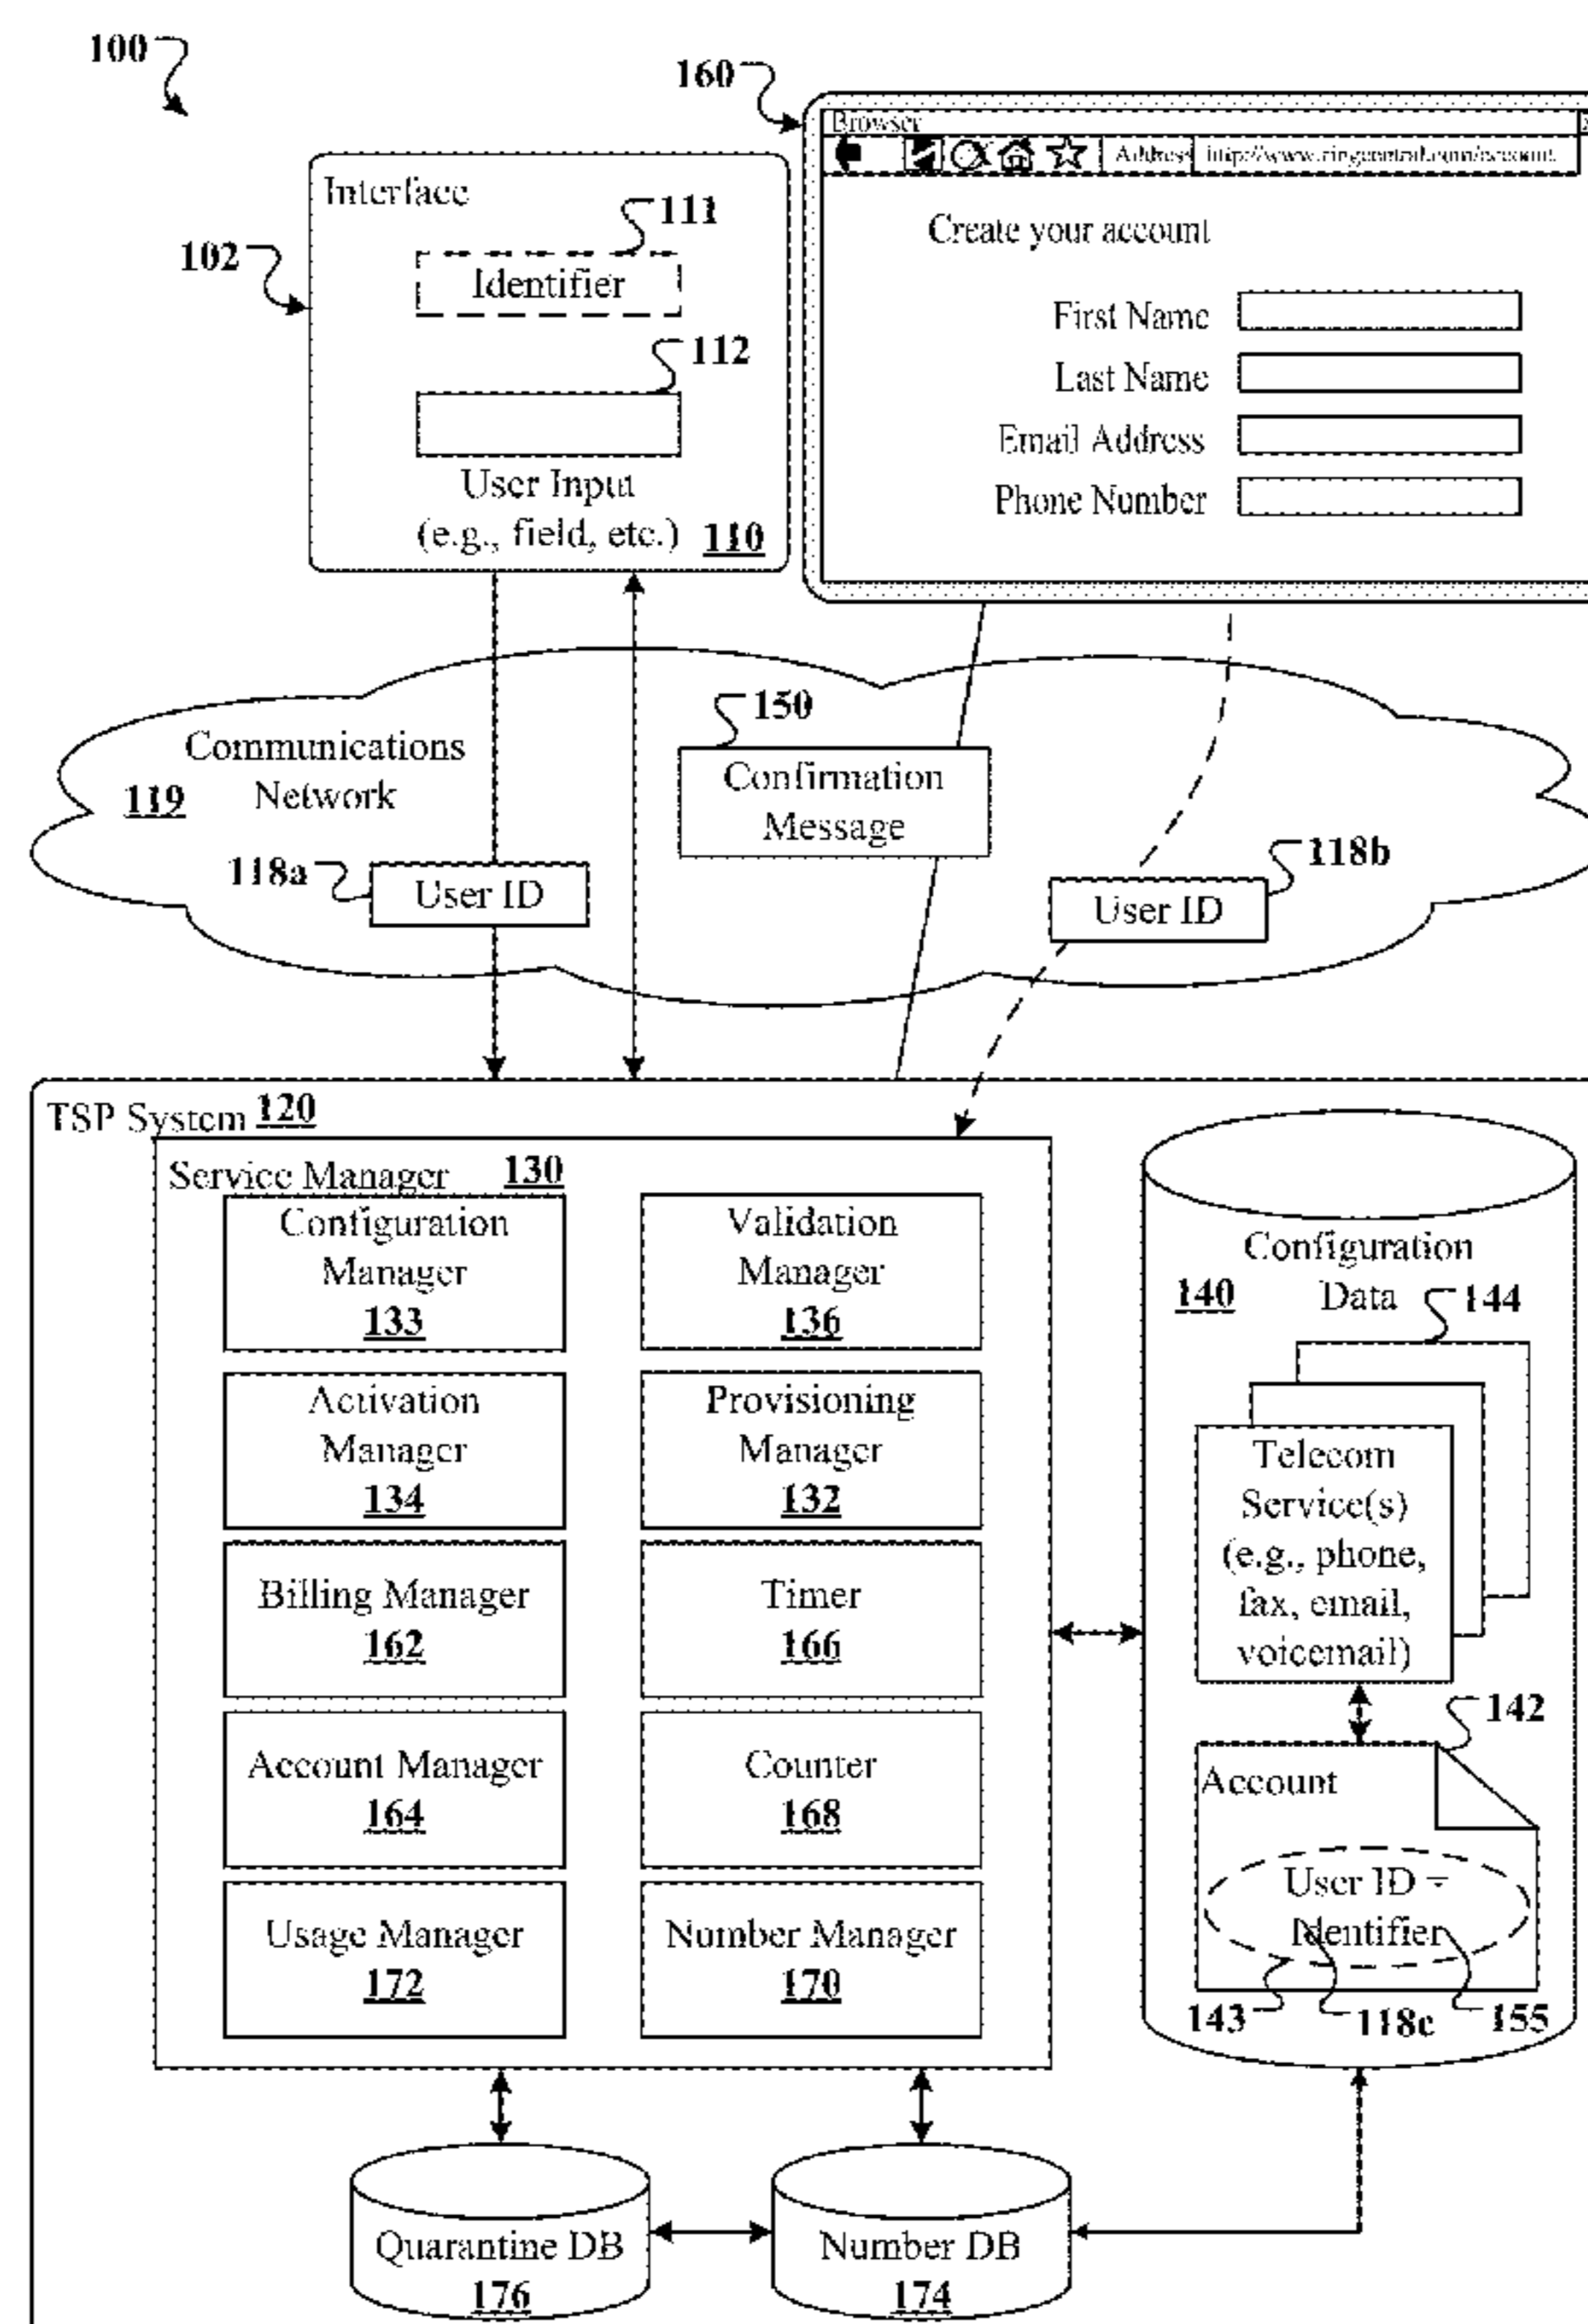 100
160
Browser
Address http://www.ringcentral.com/account
Interface
111
102
Identifier
112
User Input
(e.g., field, etc.) 110
Create your account
First Name
Last Name
Email Address
Phone Number
Communications
Network
119
150
Confirmation
Message
118a
User ID
118b
User ID
TSP System 120
Service Manager 130
Configuration
Manager
133
Validation
Manager
136
Activation
Manager
134
Provisioning
Manager
132
Billing Manager
162
Timer
166
Account Manager
164
Counter
168
Usage Manager
172
Number Manager
170
Configuration
Data
140
144
Telecom
Service(s)
(e.g., phone,
fax, email,
voicemail)
142
Account
User ID =
Identifier
143
118c
155
Quarantine DB
176
Number DB
174